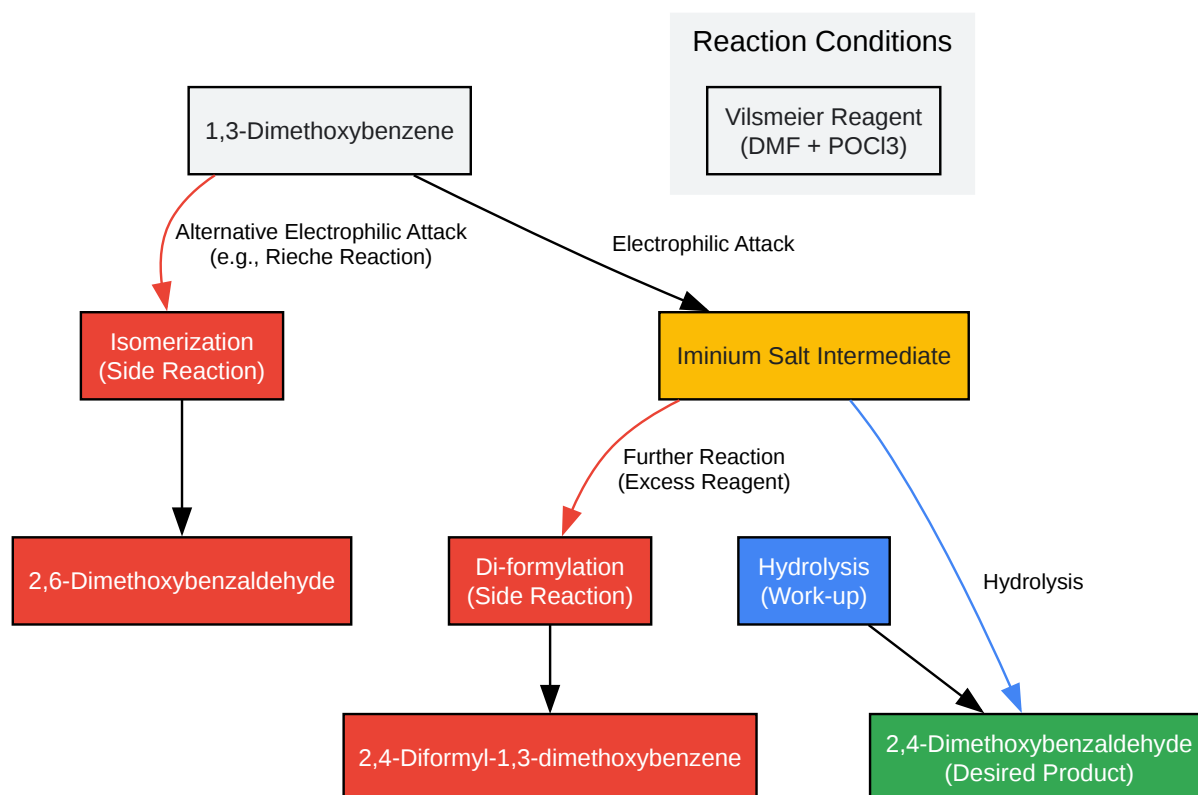 Reaction Conditions
Vilsmeier Reagent
(DMF + POCl3)
1,3-Dimethoxybenzene
Alternative Electrophilic Attack
(e.g., Rieche Reaction)
Electrophilic Attack
Isomerization
(Side Reaction)
Iminium Salt Intermediate
Further Reaction
(Excess Reagent)
2,6-Dimethoxybenzaldehyde
Di-formylation
(Side Reaction)
Hydrolysis
(Work-up)
Hydrolysis
2,4-Diformyl-1,3-dimethoxybenzene
2,4-Dimethoxybenzaldehyde
(Desired Product)